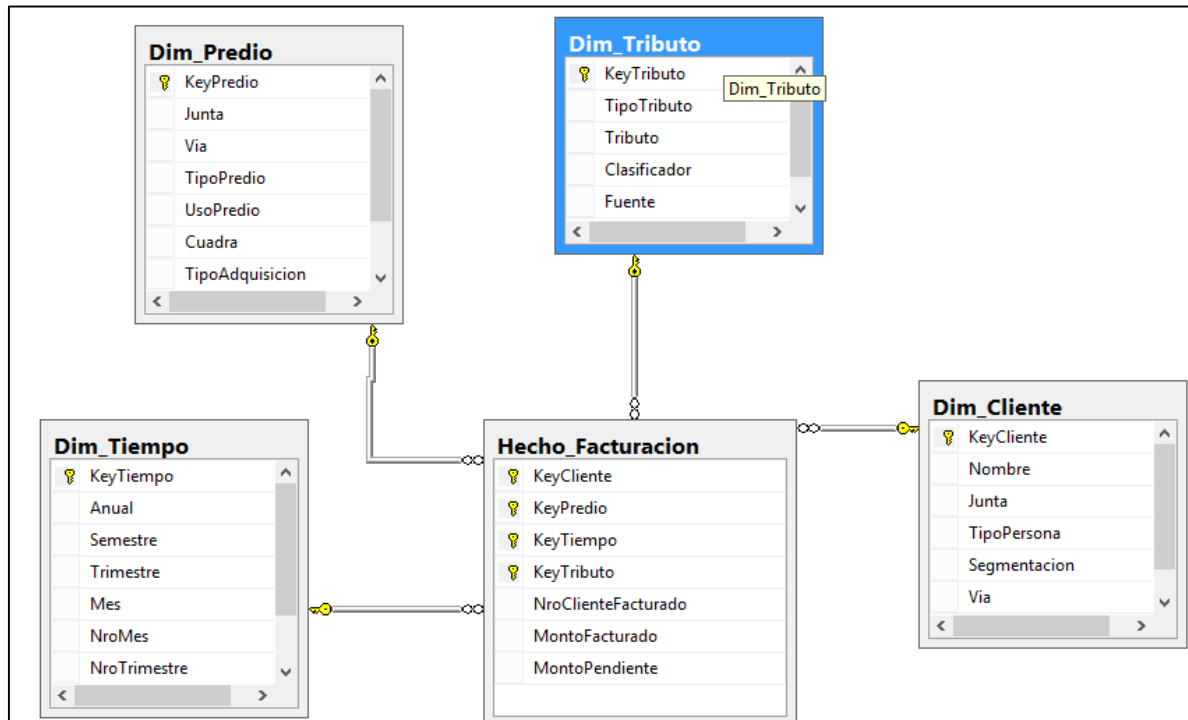 Dim_Predio
KeyPredio
Junta
Via
TipoPredio
UsoPredio
Cuadra
TipoAdquisicion
Dim_Tributo
KeyTributo
Dim_Tributo
TipoTributo
Tributo
Clasificador
Fuente
Dim_Tiempo
KeyTiempo
Anual
Semestre
Trimestre
Mes
NroMes
NroTrimestre
Hecho_Facturacion
KeyCliente
KeyPredio
KeyTiempo
KeyTributo
NroClienteFacturado
MontoFacturado
MontoPendiente
Dim_Cliente
KeyCliente
Nombre
Junta
TipoPersona
Segmentacion
Via